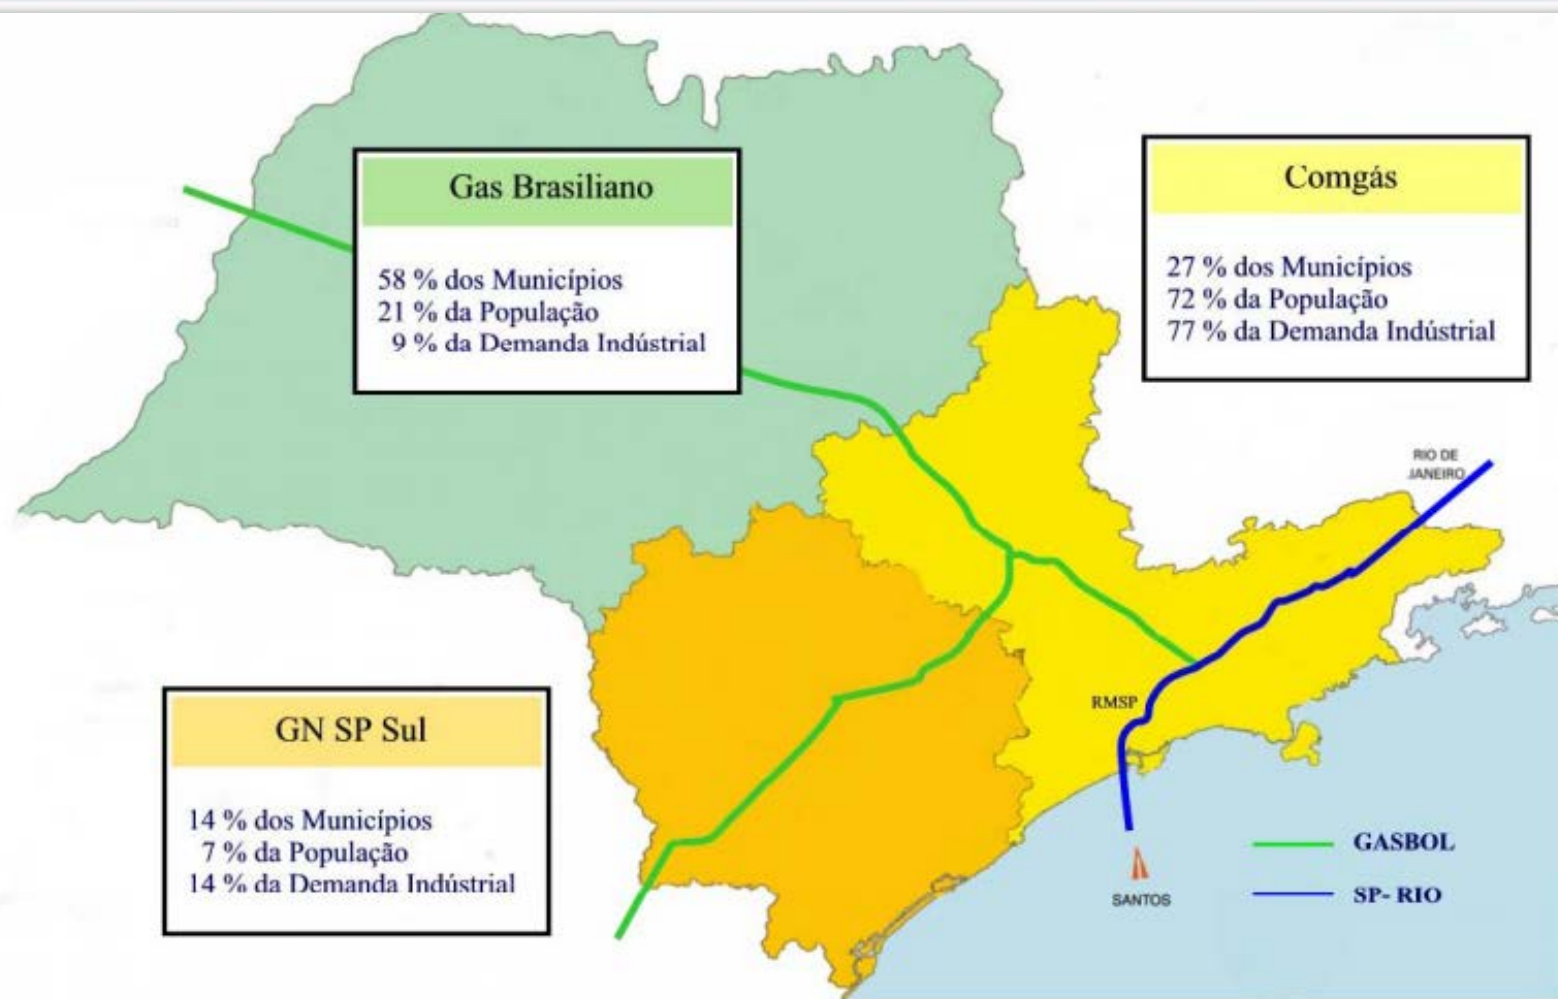 Gas Brasiliano
58 % dos Municípios
21 % da População
9 % da Demanda Indústrial
Comgás
27 % dos Municípios
72 % da População
77 % da Demanda Indústrial
RIO DE
JANEIRO
RMSP
GN SP Sul
14 % dos Municípios
7 % da População
14 % da Demanda Indústrial
GASBOL
SP- RIO
SANTOS